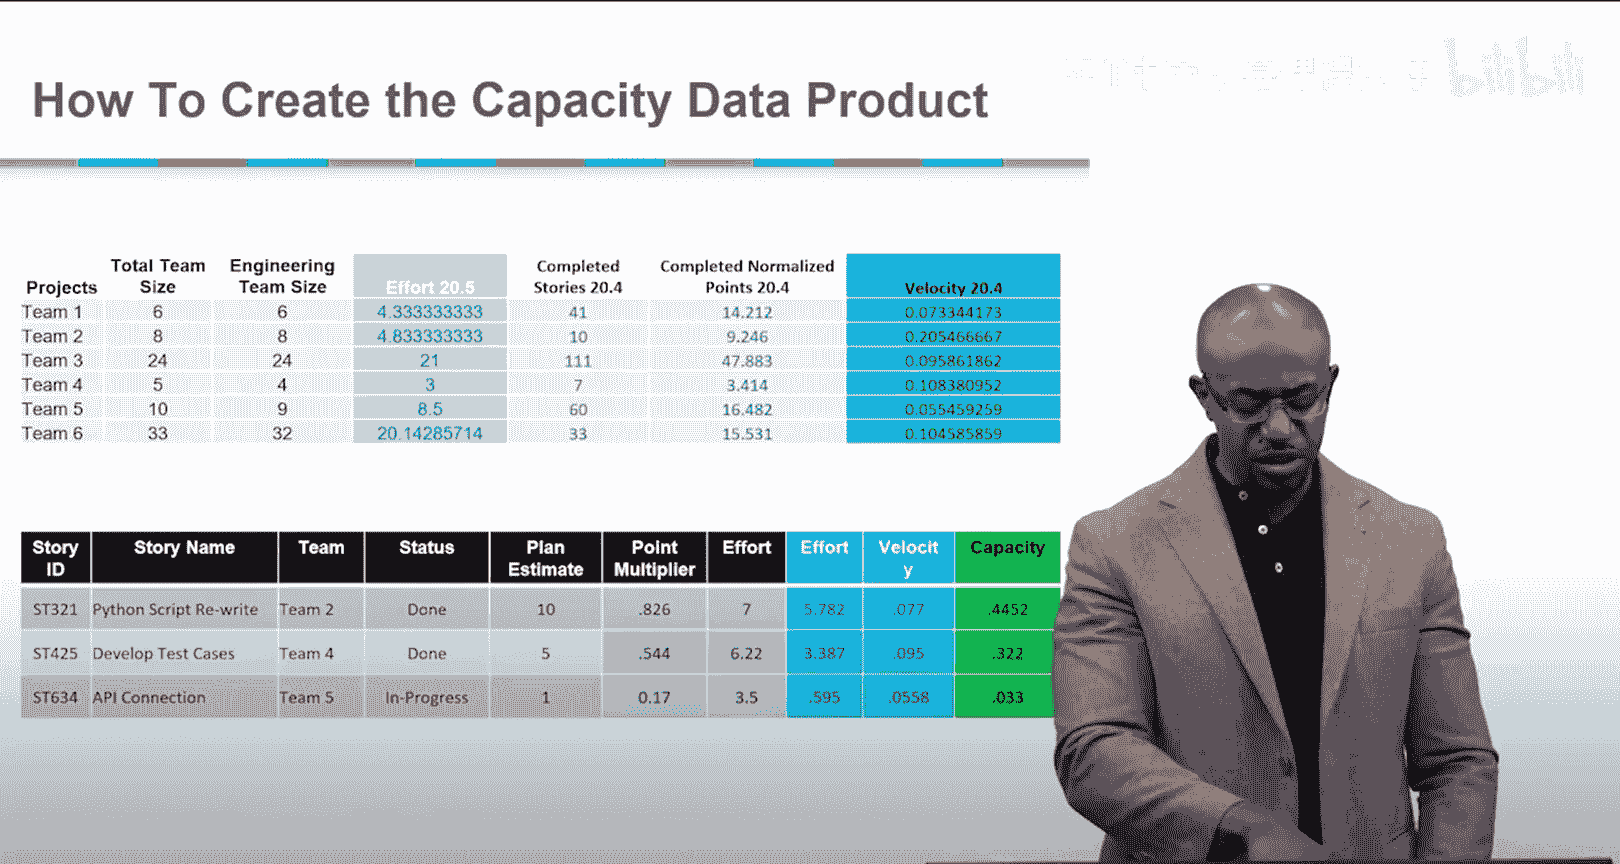 How To Create the Capacity Data Product
bilibili
Projects Total Team Size Engineering Team Size Effort 20.5 Completed Stories 20.4 Completed Normalized Points 20.4 Velocity 20.4
Team 1 6 6 4.333333333 41 14.212 0.073344173
Team 2 8 8 4.833333333 10 9.246 0.205466667
Team 3 24 24 21 111 47.883 0.095861862
Team 4 5 4 3 7 3.414 0.108380952
Team 5 10 9 8.5 60 16.482 0.055459259
Team 6 33 32 20.14285714 33 15.531 0.104585859
Story ID Story Name Team Status Plan Estimate Point Multiplier Effort Effort Velocity Capacity
ST321 Python Script Re-write Team 2 Done 10 .826 7 5.782 .077 .4452
ST425 Develop Test Cases Team 4 Done 5 .544 6.22 3.387 .095 .322
ST634 API Connection Team 5 In-Progress 1 0.17 3.5 .595 .0558 .033